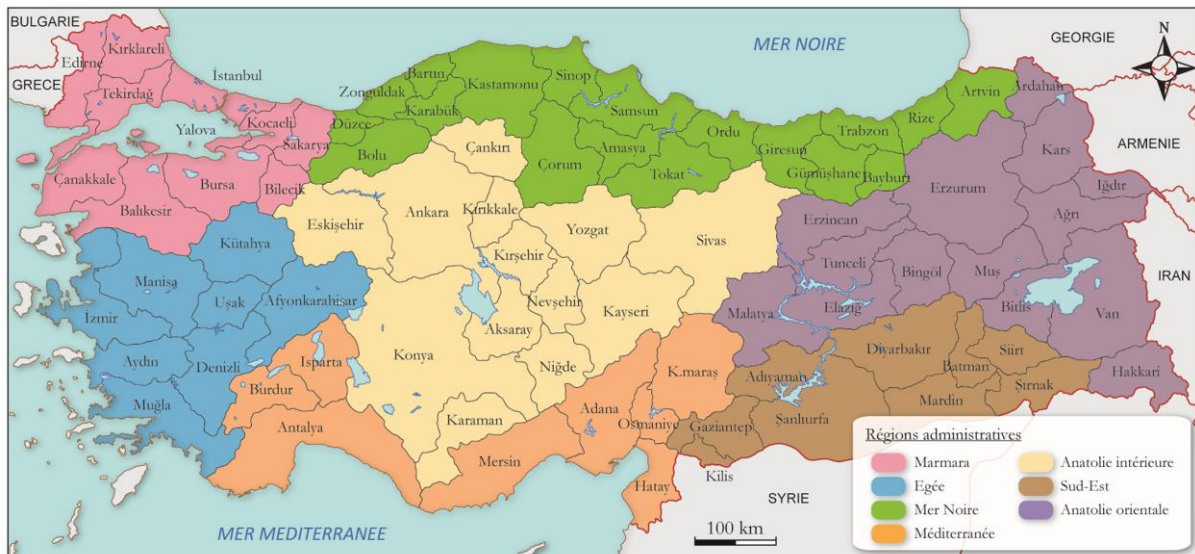 BULGARIE
GRECE
MER NOIRE
GEORGIE
N
ARMENIE
IRAN
SYRIE
MER MEDITERRANEE
Edirne
Kırklareli
Tekirdağ
İstanbul
Yalova
Kocaeli
Sakarya
Çanakkale
Balıkesir
Bursa
Bilecik
Zonguldak
Bartın
Karabük
Kastamonu
Sinop
Düzce
Bolu
Çorum
Samsun
Amasya
Tokat
Ordu
Giresun
Gümüşhane
Trabzon
Bayburt
Rize
Artvin
Ardahan
Kars
Iğdır
Ağrı
Erzurum
Erzincan
Tunceli
Bingöl
Muş
Bitlis
Van
Elazığ
Malatya
Hakkari
Çankırı
Ankara
Kırıkkale
Eskişehir
Kırşehir
Yozgat
Sivas
Nevşehir
Kayseri
Aksaray
Niğde
Konya
Karaman
Kütahya
Manisa
Uşak
Afyonkarahisar
İzmir
Aydın
Denizli
Muğla
Burdur
Isparta
Antalya
Mersin
Adana
Osmaniye
K.maraş
Hatay
Adıyaman
Gaziantep
Kilis
Şanlıurfa
Diyarbakır
Batman
Mardin
Siirt
Şırnak
100 km
Régions administratives
Marmara
Egée
Mer Noire
Méditerranée
Anatolie intérieure
Sud-Est
Anatolie orientale